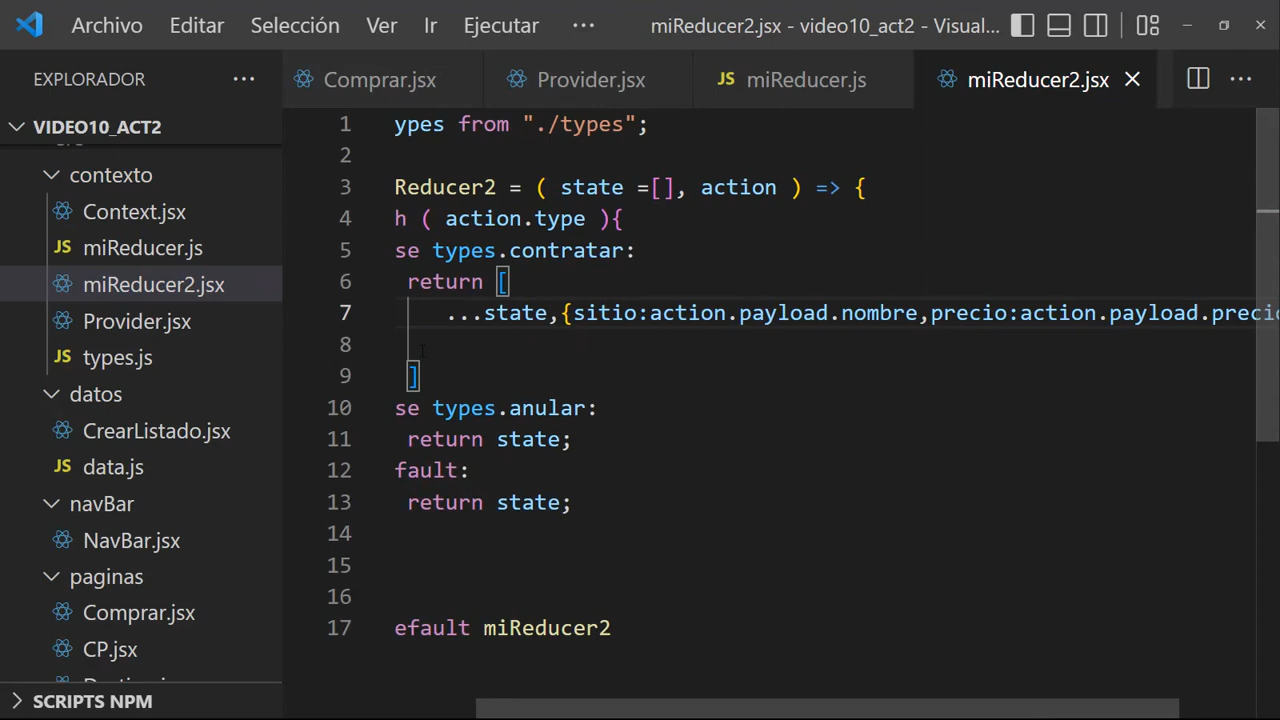 Archivo Editar Selección Ver Ir Ejecutar ··· miReducer2.jsx - video10_act2 - Visual...
EXPLORADOR ···
Comprar.jsx Provider.jsx JS miReducer.js miReducer2.jsx
VIDEO10_ACT2
contexto
Context.jsx
JS miReducer.js
miReducer2.jsx
Provider.jsx
JS types.js
datos
CrearListado.jsx
JS data.js
navBar
NavBar.jsx
paginas
Comprar.jsx
CP.jsx
SCRIPTS NPM
1 ypes from "./types";
2
3 Reducer2 = ( state =[], action ) => {
4 h ( action.type ){
5 se types.contratar:
6 return [
7 ...state,{sitio:action.payload.nombre,precio:action.payload.precio
8
9 ]
10 se types.anular:
11 return state;
12 fault:
13 return state;
14
15
16
17 efault miReducer2